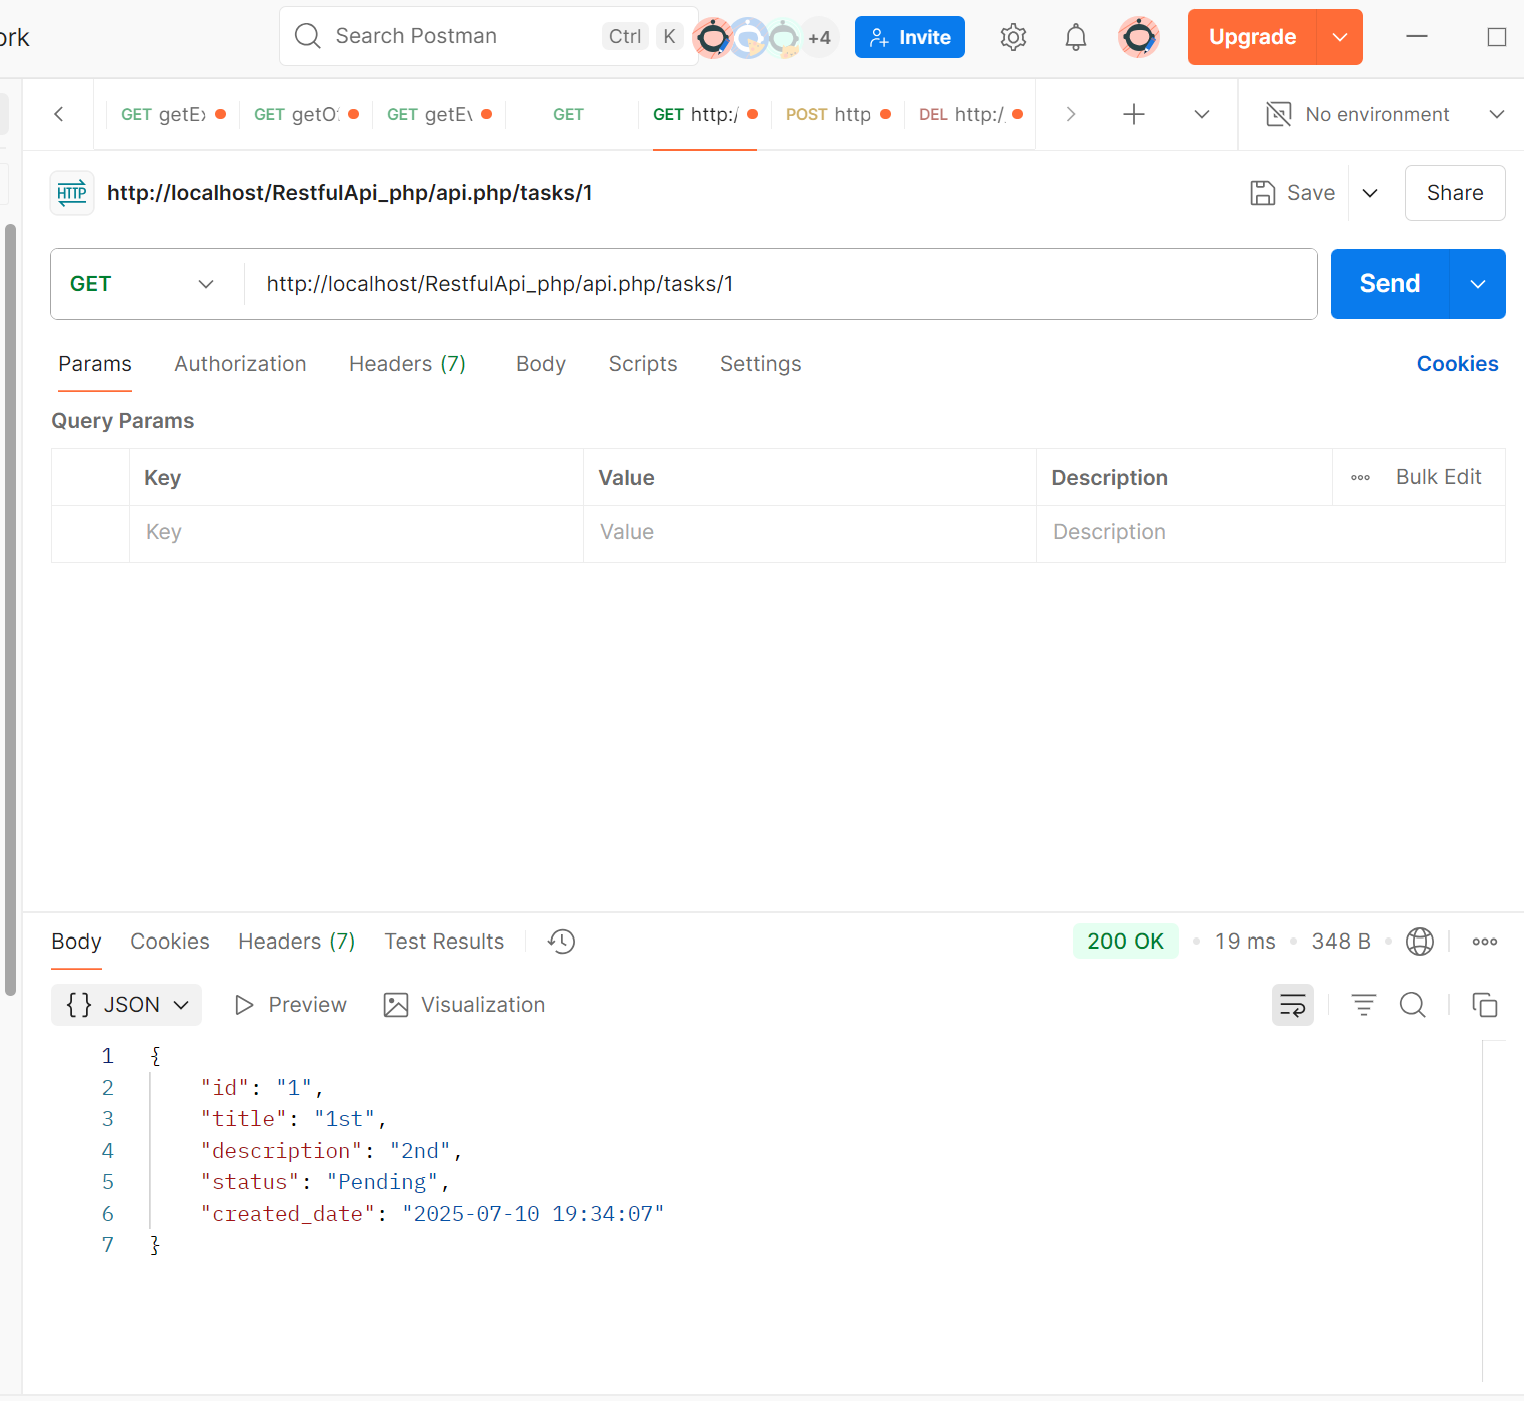 ork
Search Postman Ctrl K +4 Invite Upgrade
GET getEx GET getO GET getEv GET GET http:/ POST http DEL http:/ No environment
HTTP http://localhost/RestfulApi_php/api.php/tasks/1 Save Share
GET http://localhost/RestfulApi_php/api.php/tasks/1 Send
Params Authorization Headers (7) Body Scripts Settings Cookies
Query Params
Key Value Description Bulk Edit
Key Value Description
Body Cookies Headers (7) Test Results 200 OK 19 ms 348 B
{} JSON Preview Visualization
1 {
2 "id": "1",
3 "title": "1st",
4 "description": "2nd",
5 "status": "Pending",
6 "created_date": "2025-07-10 19:34:07"
7 }